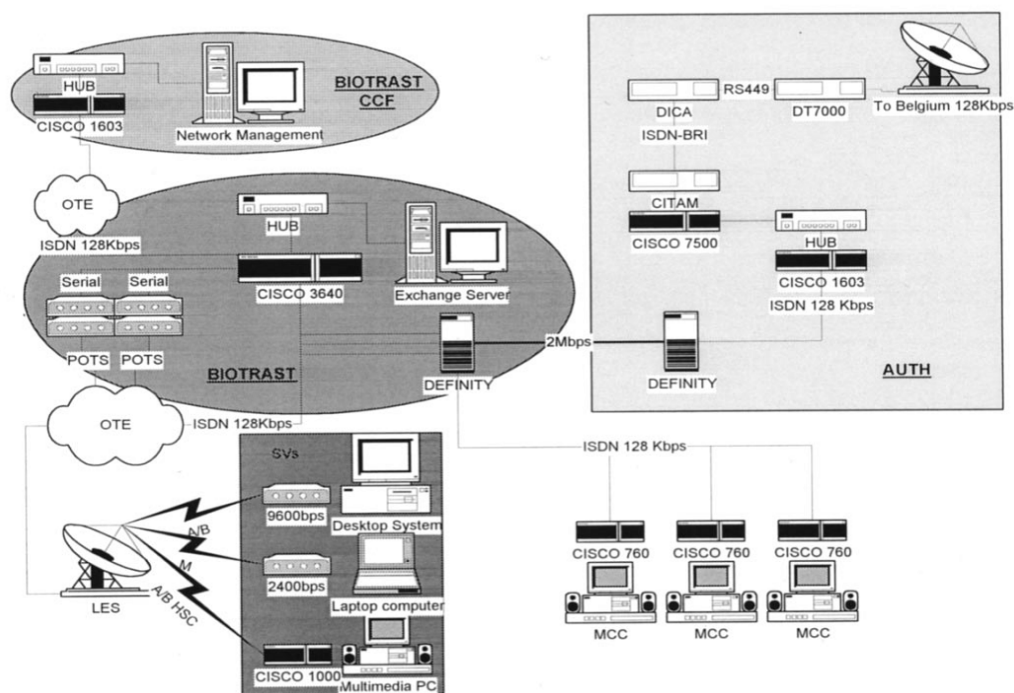 HUB
CISCO 1603
Network Management
BIOTRAST
CCF
OTE
ISDN 128Kbps
HUB
CISCO 3640
Exchange Server
Serial
Serial
POTS
POTS
BIOTRAST
DEFINITY
2Mbps
OTE
ISDN 128Kbps
DICA
RS449
DT7000
To Belgium 128Kbps
ISDN-BRI
CITAM
CISCO 7500
HUB
CISCO 1603
ISDN 128 Kbps
DEFINITY
AUTH
SVs
9600bps
Desktop System
A/B
2400bps
Laptop computer
M
A/B HSC
LES
CISCO 1000
Multimedia PC
ISDN 128 Kbps
CISCO 760
CISCO 760
CISCO 760
MCC
MCC
MCC